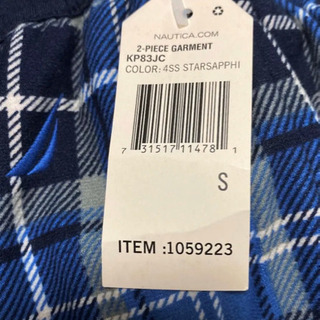 NAUTICA.COM
2-PIECE GARMENT
KP83JC
COLOR: 4SS STARSAPPHI
7 31517 11478 1
S
ITEM :1059223